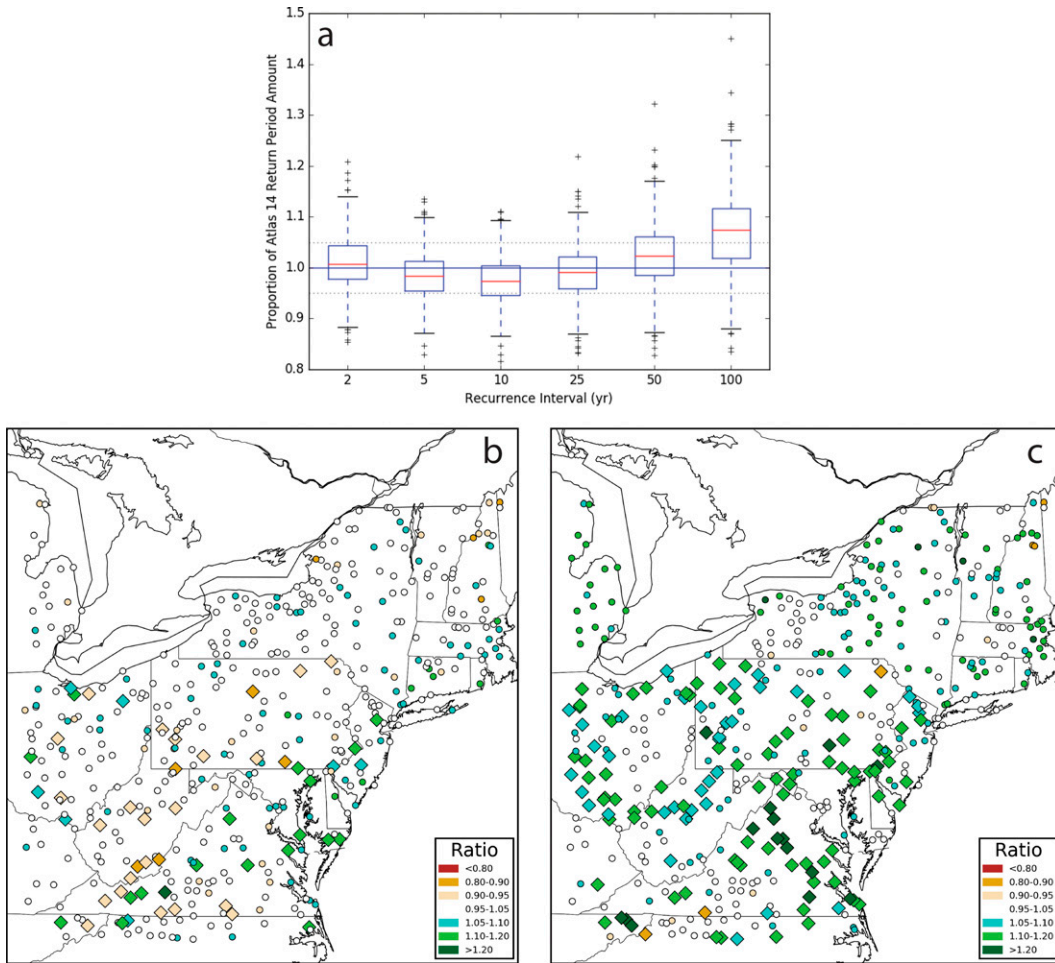 a
Proportion of Atlas 14 Return Period Amount
1.5
1.4
1.3
1.2
1.1
1.0
0.9
0.8
2 5 10 25 50 100
Recurrence Interval (yr)
b
Ratio
<0.80
0.80-0.90
0.90-0.95
0.95-1.05
1.05-1.10
1.10-1.20
>1.20
c
Ratio
<0.80
0.80-0.90
0.90-0.95
0.95-1.05
1.05-1.10
1.10-1.20
>1.20